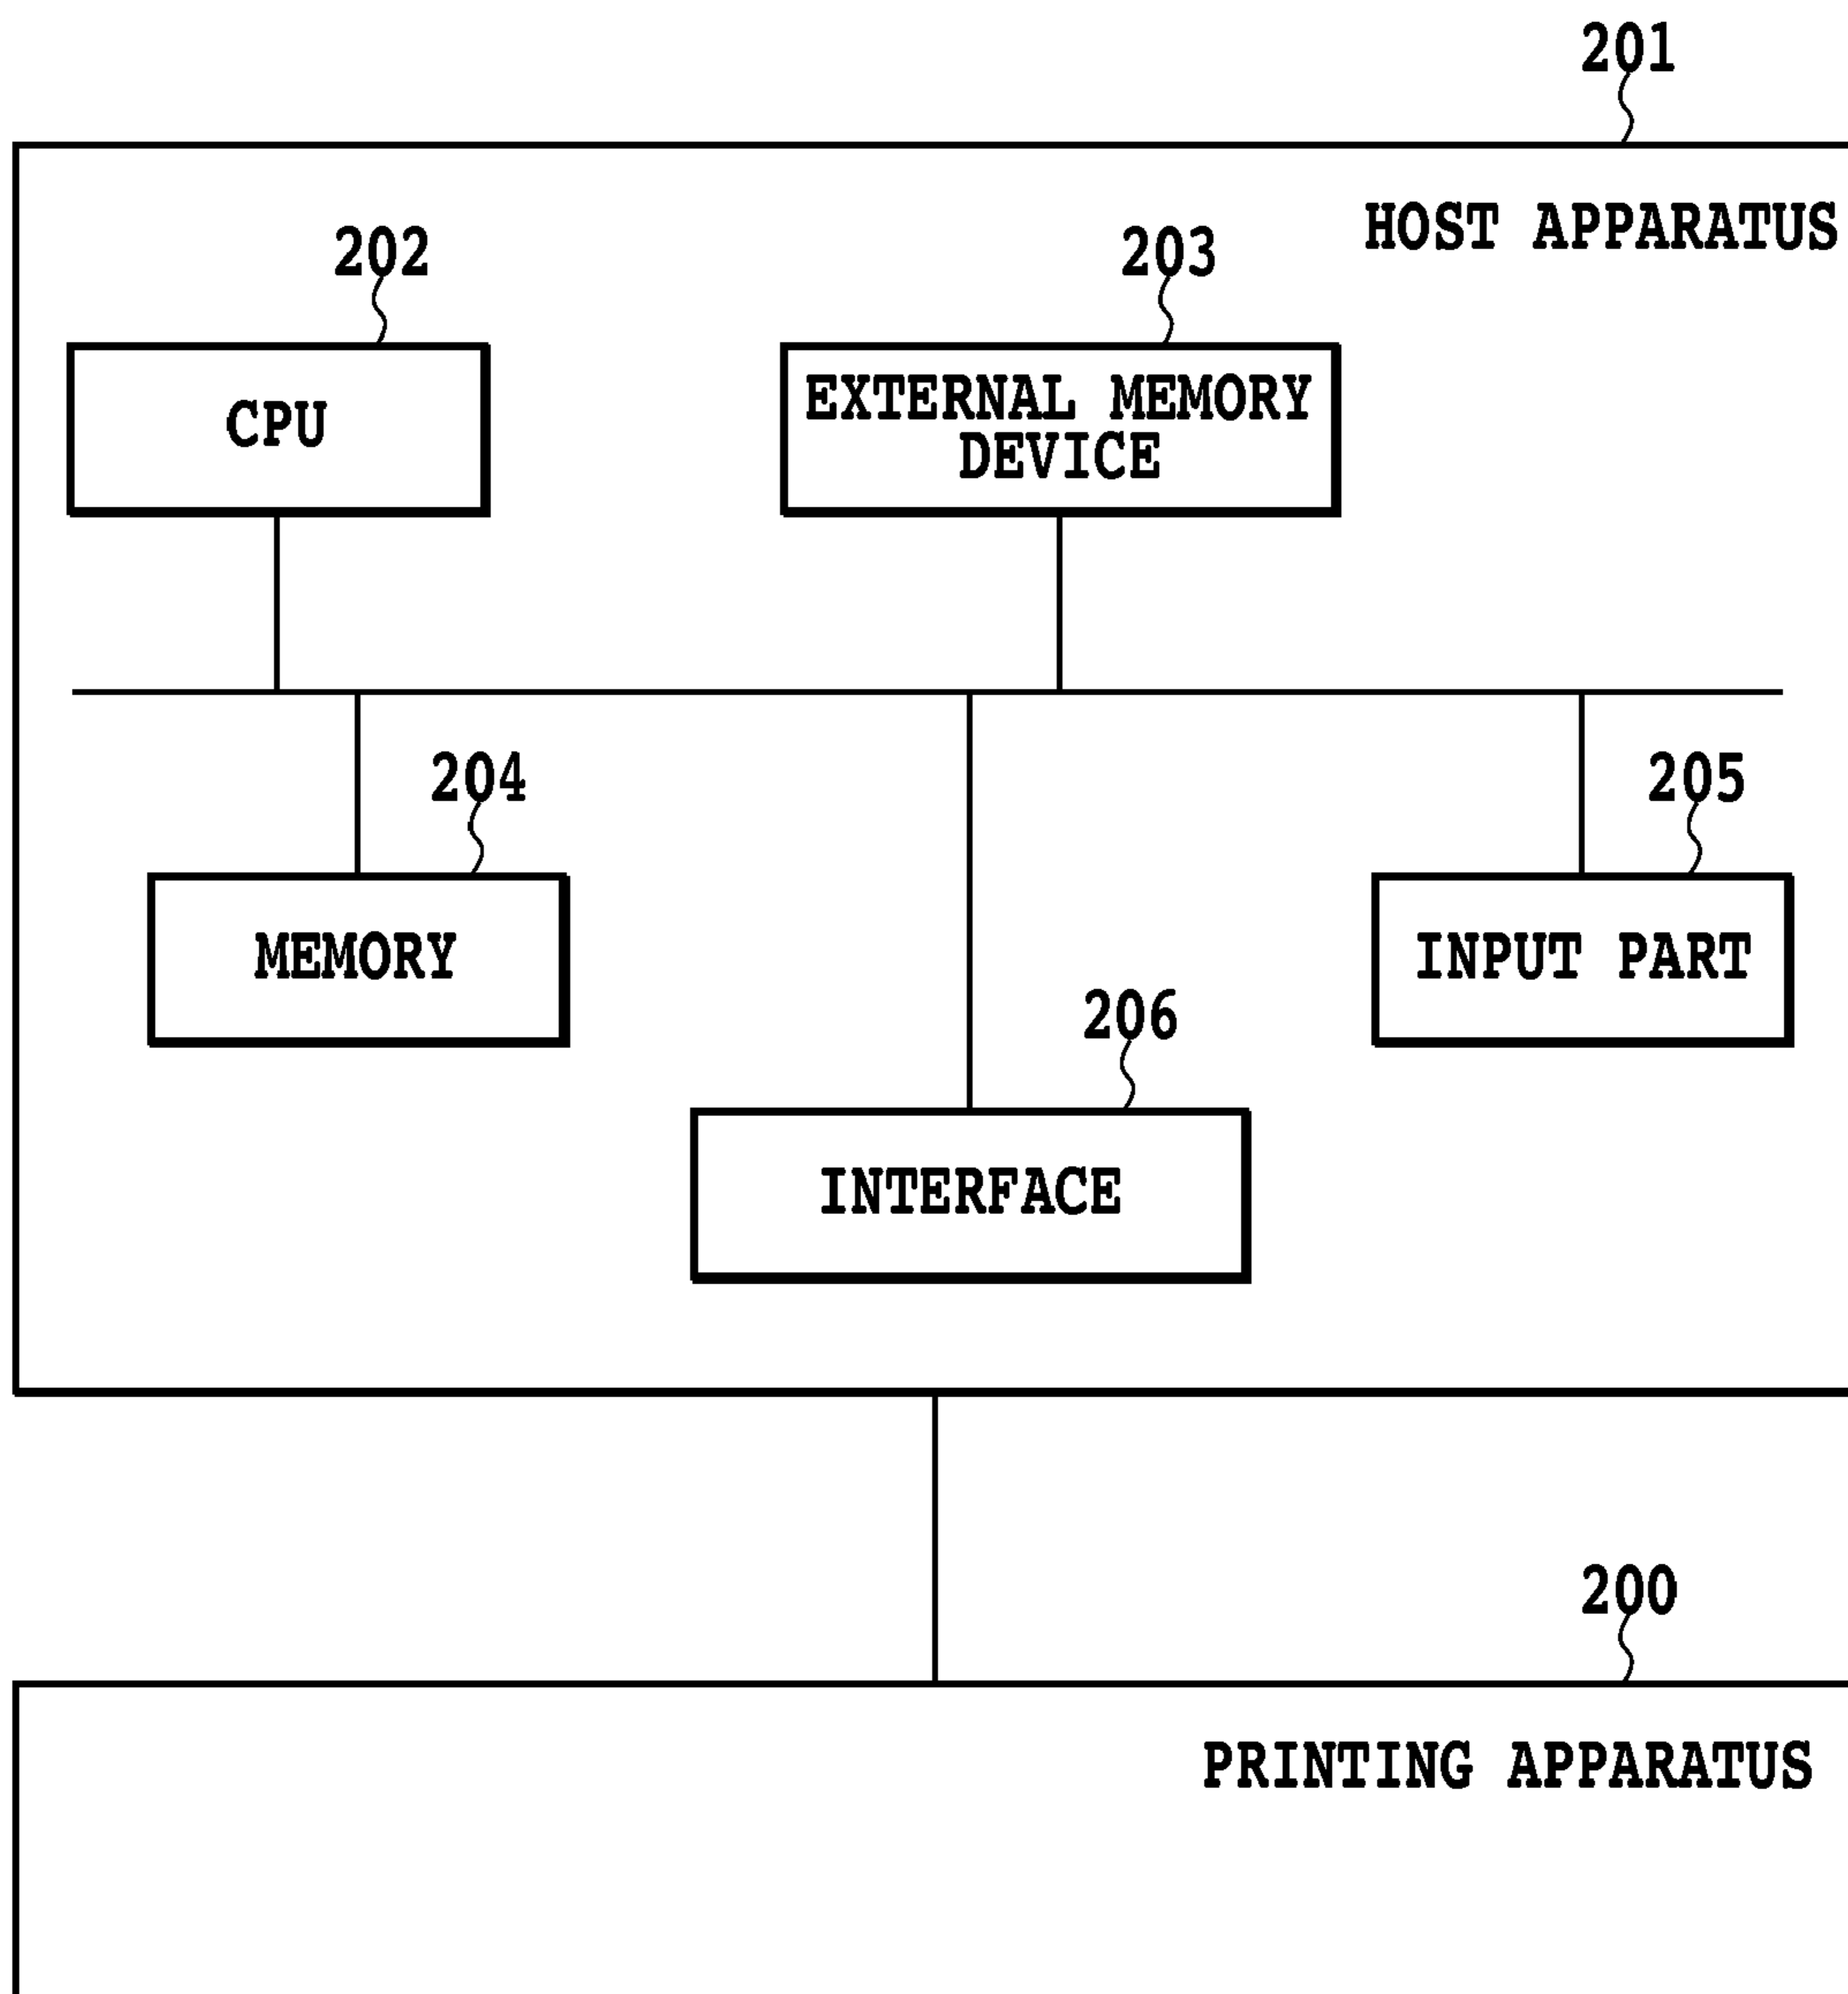 201
HOST APPARATUS
202
203
CPU
EXTERNAL MEMORY
DEVICE
204
205
MEMORY
INPUT PART
206
INTERFACE
200
PRINTING APPARATUS